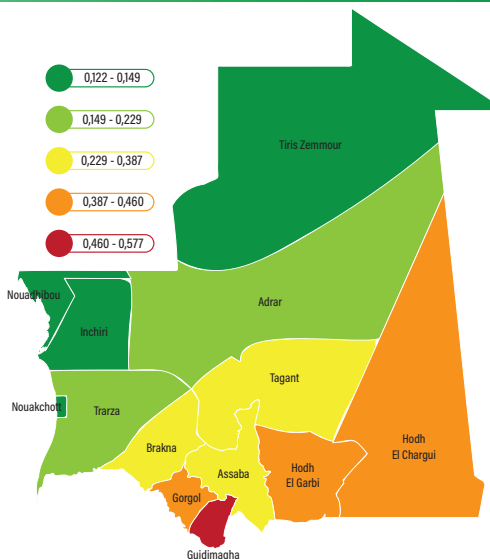 0,122 - 0,149
0,149 - 0,229
0,229 - 0,387
0,387 - 0,460
0,460 - 0,577
Tiris Zemmour
Nouadhibou
Inchiri
Adrar
Tagant
Nouakchott
Trarza
Brakna
Assaba
Hodh
El Garbi
Hodh
El Chargui
Gorgol
Guidimagha